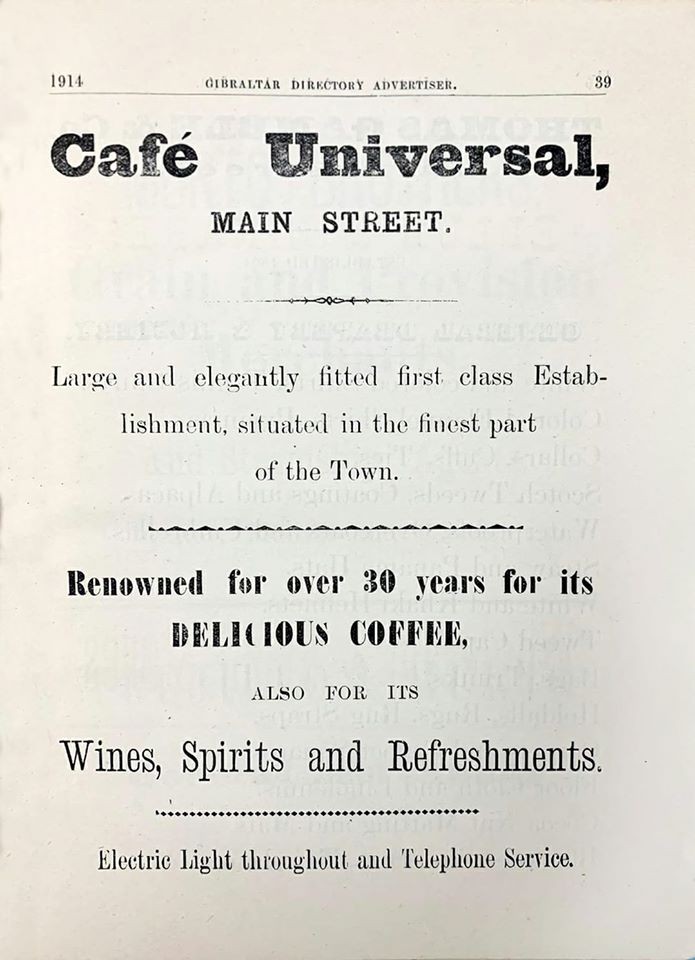 1914 GIBRALTAR DIRECTORY ADVERTISER. 39
Café Universal,
MAIN STREET.
Large and elegantly fitted first class Estab-
lishment, situated in the finest part
of the Town.
Renowned for over 30 years for its
DELICIOUS COFFEE,
ALSO FOR ITS
Wines, Spirits and Refreshments.
Electric Light throughout and Telephone Service.